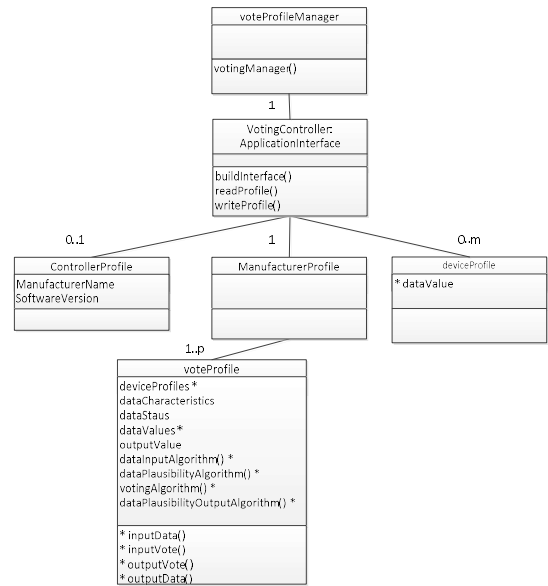 voteProfileManager
votingManager()
1
VotingController:
ApplicationInterface
buildInterface()
readProfile()
writeProfile()
0..1
1
0..m
ControllerProfile
ManufacturerName
SoftwareVersion
ManufacturerProfile
deviceProfile
* dataValue
1..p
voteProfile
deviceProfiles *
dataCharacteristics
dataStaus
dataValues *
outputValue
dataInputAlgorithm() *
dataPlausibilityAlgorithm() *
votingAlgorithm() *
dataPlausibilityOutputAlgorithm() *
* inputData()
* inputVote()
* outputVote()
* outputData()